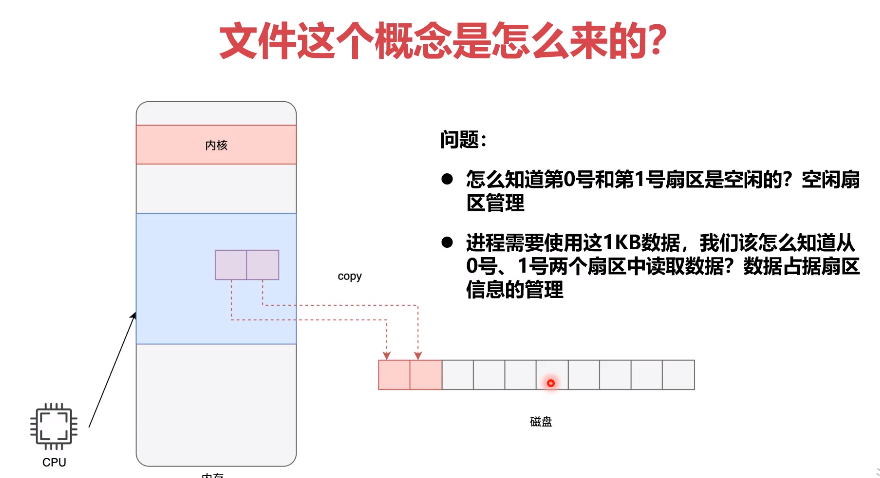 文件这个概念是怎么来的？
内核
问题：
怎么知道第0号和第1号扇区是空闲的？空闲扇
区管理
进程需要使用这1KB数据，我们该怎么知道从
0号、1号两个扇区中读取数据？数据占据扇区
信息的管理
copy
磁盘
CPU
内存